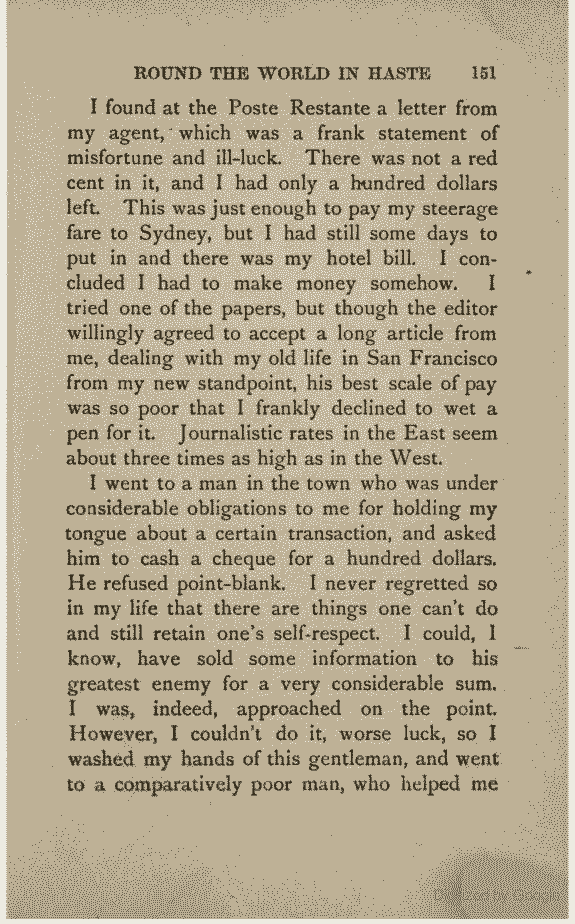 ROUND THE WORLD IN HASTE 151
I found at the Poste Restante a letter from
my agent, which was a frank statement of
misfortune and ill-luck. There was not a red
cent in it, and I had only a hundred dollars
left. This was just enough to pay my steerage
fare to Sydney, but I had still some days to
put in and there was my hotel bill. I con-
cluded I had to make money somehow. I
tried one of the papers, but though the editor
willingly agreed to accept a long article from
me, dealing with my old life in San Francisco
from my new standpoint, his best scale of pay
was so poor that I frankly declined to wet a
pen for it. Journalistic rates in the East seem
about three times as high as in the West.
I went to a man in the town who was under
considerable obligations to me for holding my
tongue about a certain transaction, and asked
him to cash a cheque for a hundred dollars.
He refused point-blank. I never regretted so
in my life that there are things one can't do
and still retain one's self-respect. I could, I
know, have sold some information to his
greatest enemy for a very considerable sum.
I was, indeed, approached on the point.
However, I couldn't do it, worse luck, so I
washed my hands of this gentleman, and went
to a comparatively poor man, who helped me
Digitized by Google